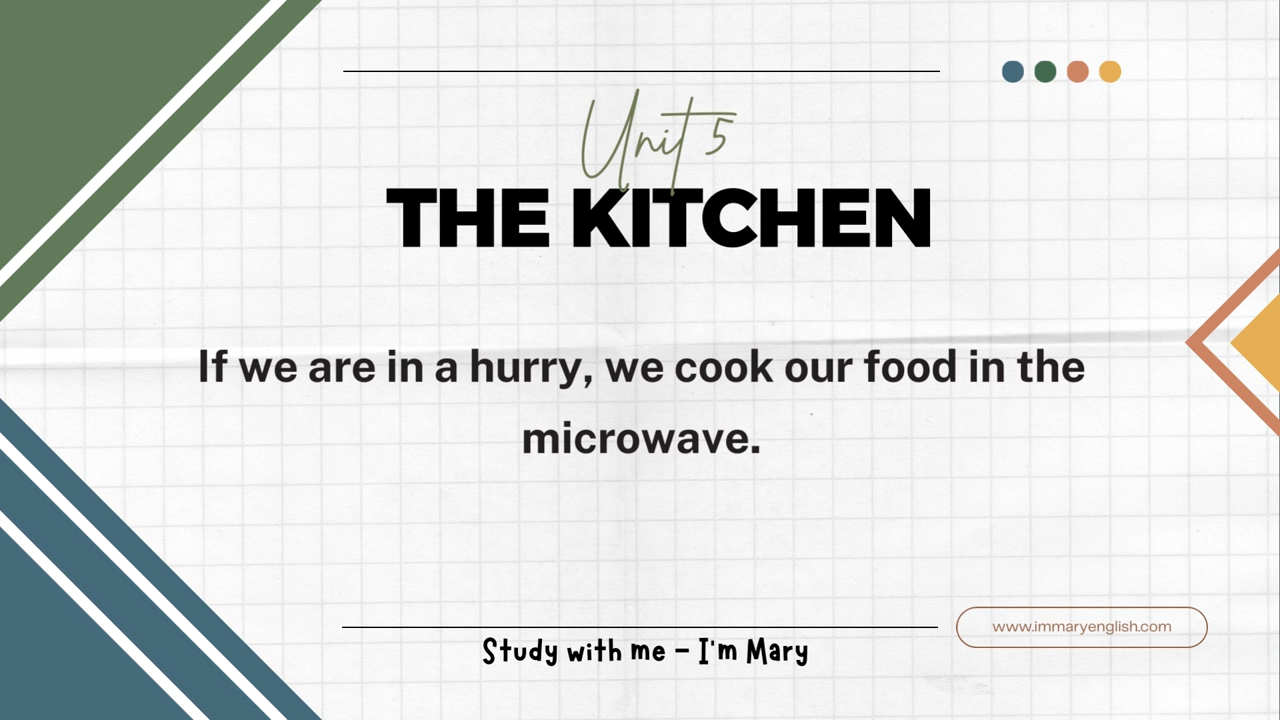 Unit 5
THE KITCHEN
If we are in a hurry, we cook our food in the
microwave.
www.immaryenglish.com
Study with me – I'm Mary